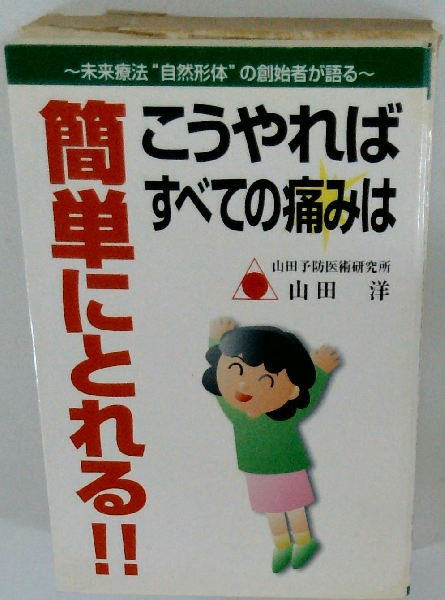 ～未来療法“自然形体”の創始者が語る～
こうやれば
すべての痛みは
簡単にとれる!!
山田予防医術研究所
山田 洋